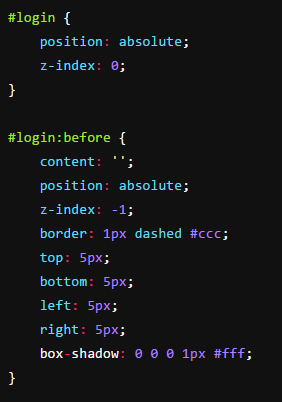 #login {
position: absolute;
z-index: 0;
}
#login:before {
content: '';
position: absolute;
z-index: -1;
border: 1px dashed #ccc;
top: 5px;
bottom: 5px;
left: 5px;
right: 5px;
box-shadow: 0 0 0 1px #fff;
}